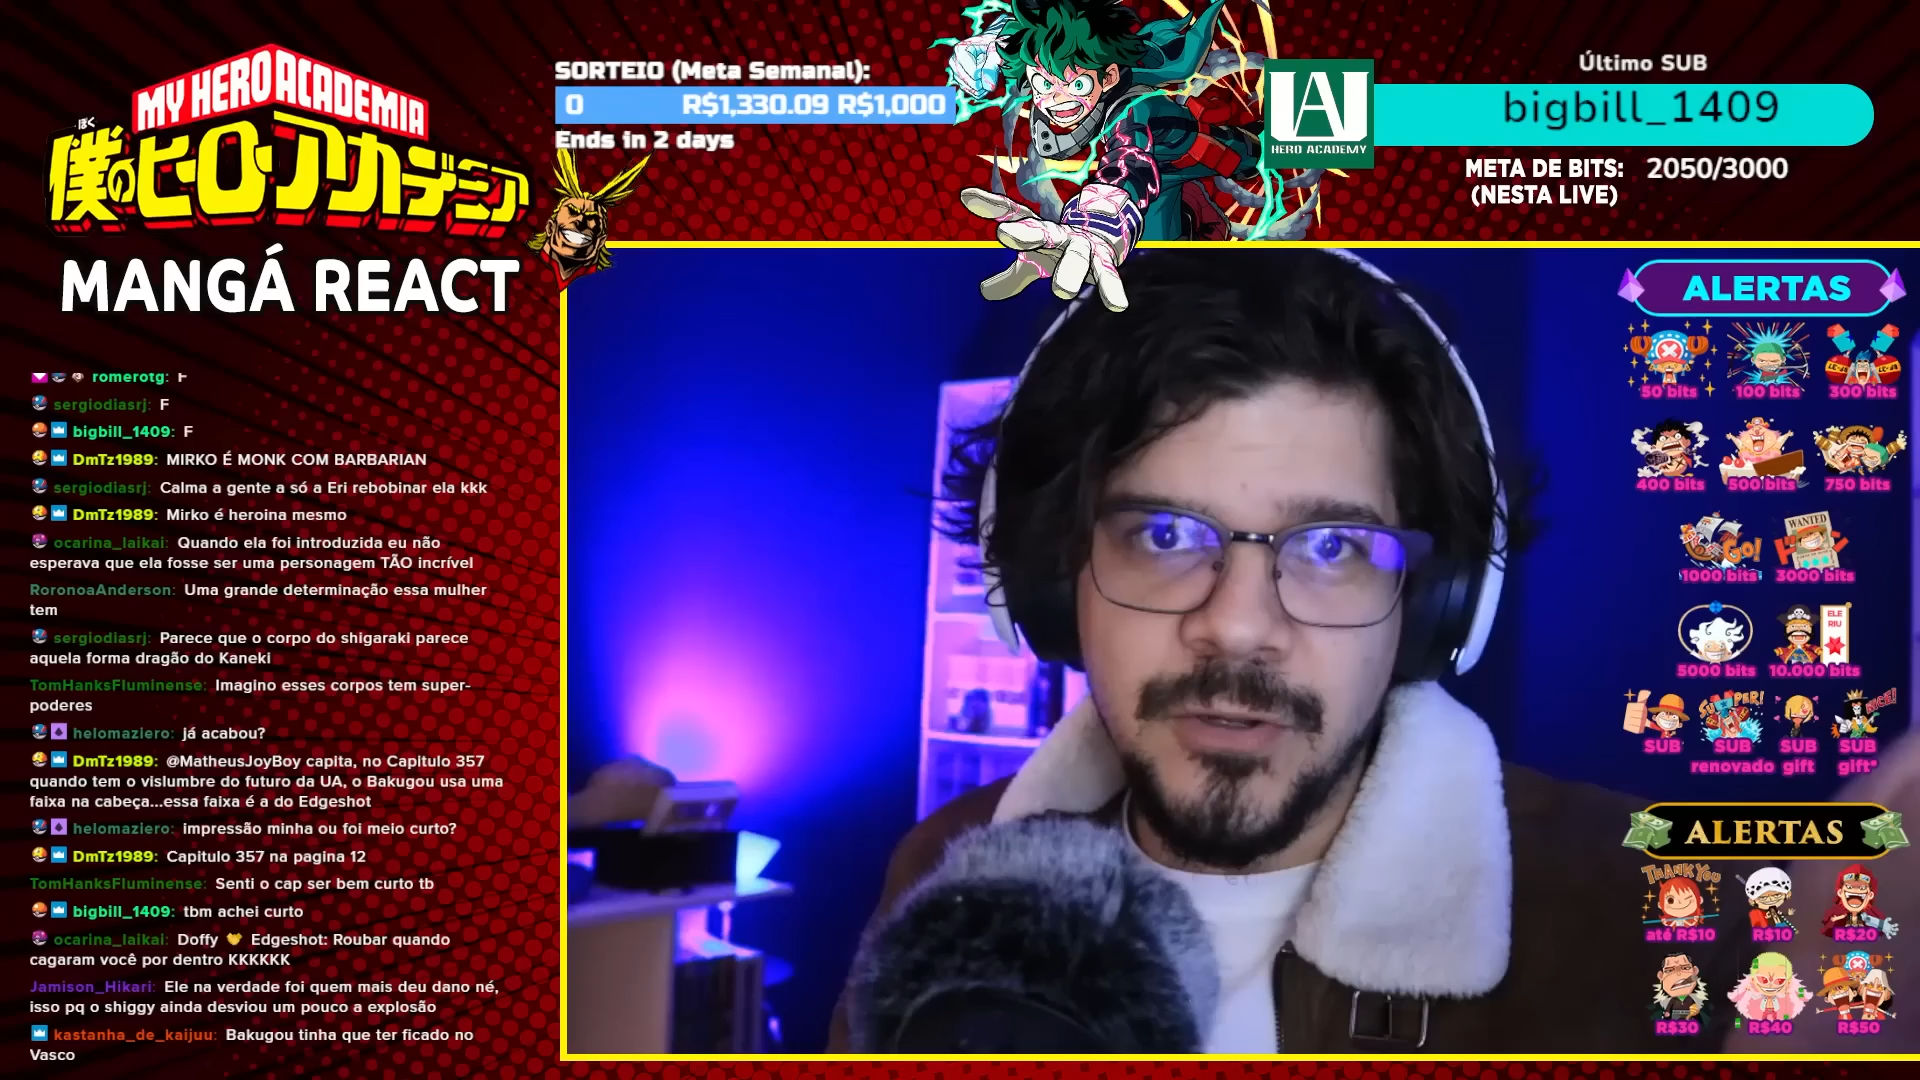 MY HERO ACADEMIA
ぼく
僕のヒーローアカデミア
MANGÁ REACT
SORTEIO (Meta Semanal):
0 R$1,330.09 R$1,000
Ends in 2 days
HERO ACADEMY
Último SUB
bigbill_1409
META DE BITS: 2050/3000
(NESTA LIVE)
romerotg: F
sergiodiasrj: F
bigbill_1409: F
DmTz1989: MIRKO É MONK COM BARBARIAN
sergiodiasrj: Calma a gente a só a Eri rebobinar ela kkk
DmTz1989: Mirko é heroina mesmo
ocarina_laikai: Quando ela foi introduzida eu não
esperava que ela fosse ser uma personagem TÃO incrível
RoronoaAnderson: Uma grande determinação essa mulher
tem
sergiodiasrj: Parece que o corpo do shigaraki parece
aquela forma dragão do Kaneki
TomHanksFluminense: Imagino esses corpos tem super-
poderes
helomaziero: já acabou?
DmTz1989: @MatheusJoyBoy capita, no Capitulo 357
quando tem o vislumbre do futuro da UA, o Bakugou usa uma
faixa na cabeça...essa faixa é a do Edgeshot
helomaziero: impressão minha ou foi meio curto?
DmTz1989: Capitulo 357 na pagina 12
TomHanksFluminense: Senti o cap ser bem curto tb
bigbill_1409: tbm achei curto
ocarina_laikai: Doffy 🤝 Edgeshot: Roubar quando
cagaram você por dentro KKKKKK
Jamison_Hikari: Ele na verdade foi quem mais deu dano né,
isso pq o shiggy ainda desviou um pouco a explosão
kastanha_de_kaijuu: Bakugou tinha que ter ficado no
Vasco
ALERTAS
50 bits 100 bits 300 bits
400 bits 500 bits 750 bits
GO! WANTED
1000 bits 3000 bits
ELE
RIU
5000 bits 10.000 bits
SUPER! NICE!
SUB SUB SUB SUB
renovado gift gift*
ALERTAS
THANK YOU
até R$10 R$10 R$20
R$30 R$40 R$50